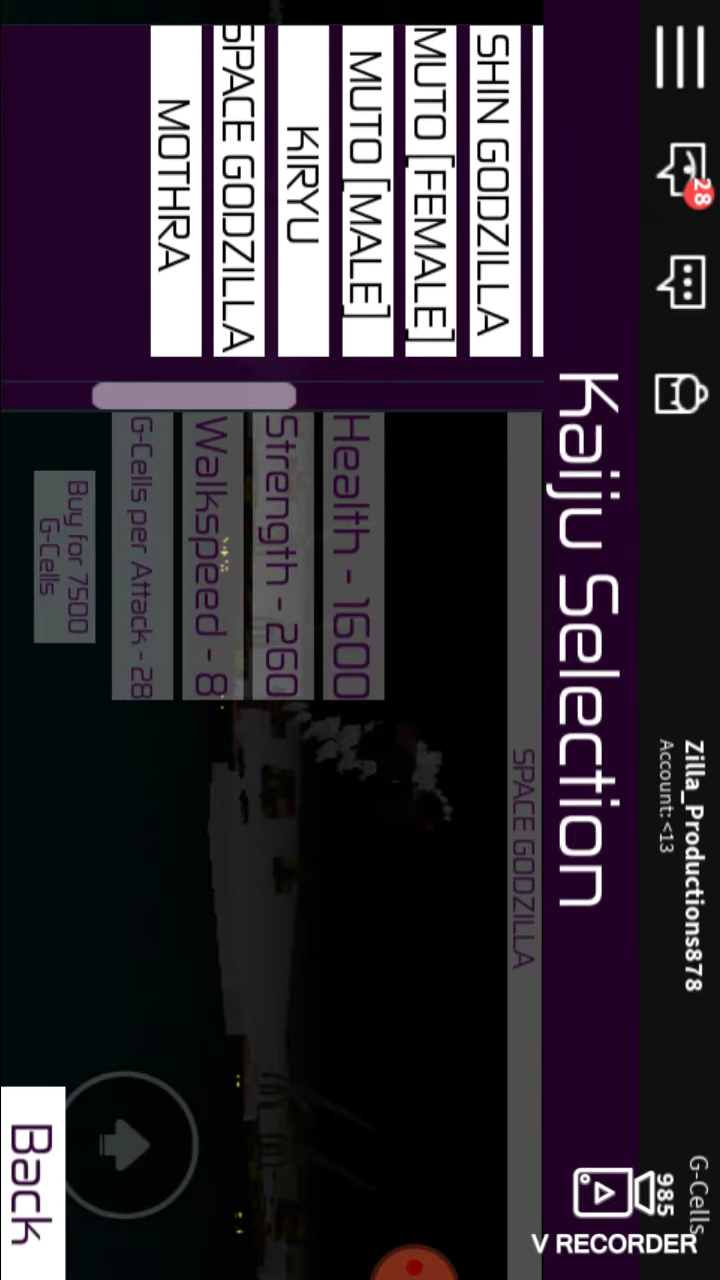 28
Zilla_Productions878
Account: <13
G-Cells
985
V RECORDER
Kaiju Selection
SHIN GODZILLA
MUTO [FEMALE]
MUTO [MALE]
KIRYU
SPACE GODZILLA
MOTHRA
SPACE GODZILLA
Health - 1600
Strength - 260
Walkspeed - 8
G-Cells per Attack - 28
Buy for 7500
G-Cells
Back